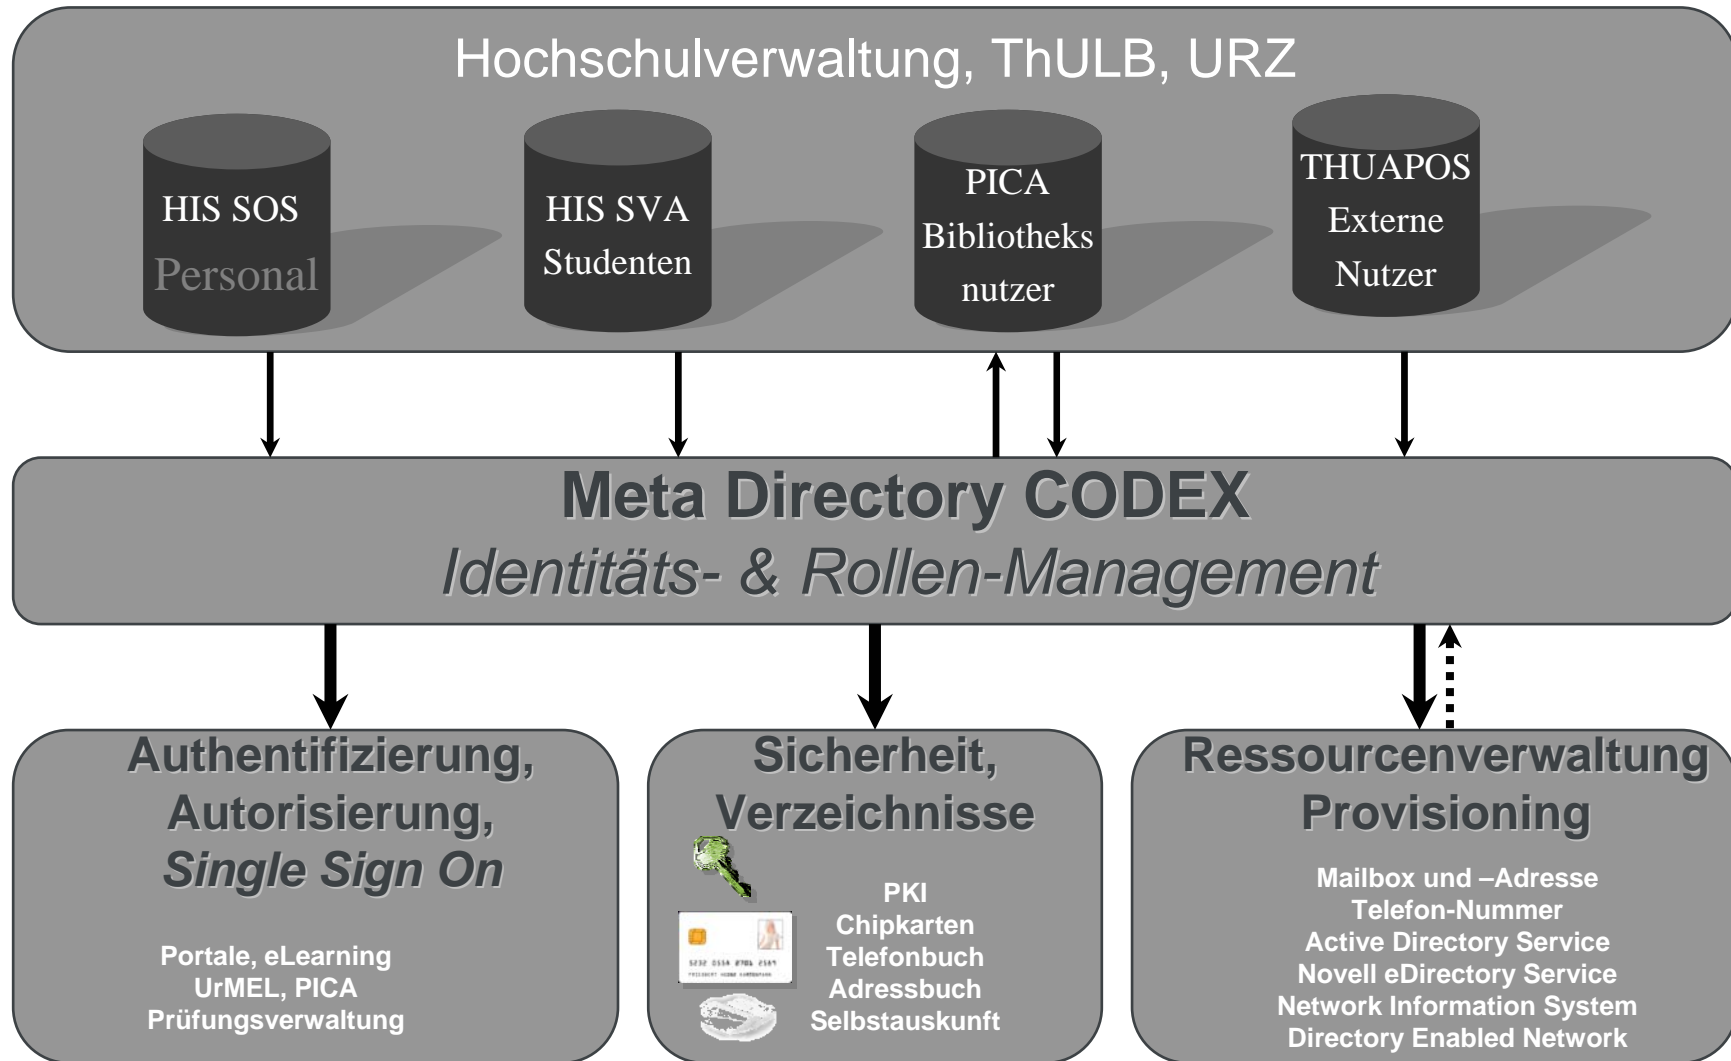 Hochschulverwaltung, ThULB, URZ
HIS SOS
Personal
HIS SVA
Studenten
PICA
Bibliotheks
nutzer
THUAPOS
Externe
Nutzer
Meta Directory CODEX
Identitäts- & Rollen-Management
Authentifizierung,
Autorisierung,
Single Sign On
Portale, eLearning
UrMEL, PICA
Prüfungsverwaltung
Sicherheit,
Verzeichnisse
PKI
Chipkarten
Telefonbuch
Adressbuch
Selbstauskunft
Ressourcenverwaltung
Provisioning
Mailbox und –Adresse
Telefon-Nummer
Active Directory Service
Novell eDirectory Service
Network Information System
Directory Enabled Network